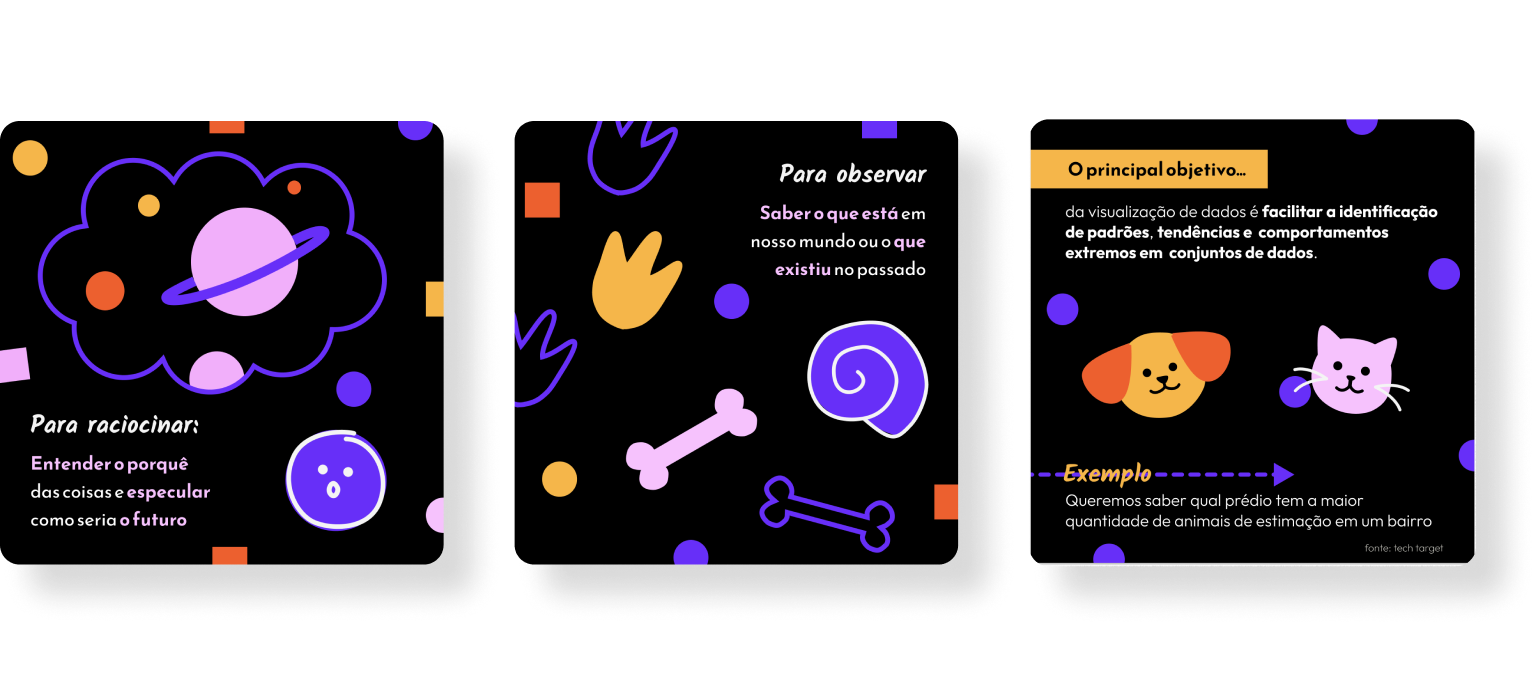 Para raciocinar:
Entender o porquê
das coisas e especular
como seria o futuro
Para observar
Saber o que está em
nosso mundo ou o que
existiu no passado
O principal objetivo...
da visualização de dados é facilitar a identificação
de padrões, tendências e comportamentos
extremos em conjuntos de dados.
Exemplo
Queremos saber qual prédio tem a maior
quantidade de animais de estimação em um bairro
fonte: tech target